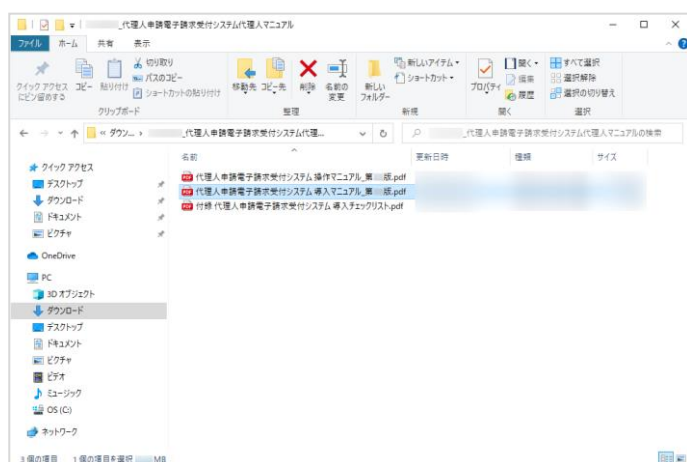 _代理人申請電子請求受付システム代理人マニュアル
ファイル ホーム 共有 表示
クイック アクセスにピン留めする
コピー
貼り付け
切り取り
パスのコピー
ショートカットの貼り付け
移動先
コピー先
削除
名前の変更
新しいフォルダー
新しいアイテム
ショートカット
プロパティ
開く
編集
履歴
すべて選択
選択解除
選択の切り替え
クリップボード 整理 新規 開く 選択
« ダウン... › _代理人申請電子請求受付システム代理... _代理人申請電子請求受付システム代理人マニュアルの検索
名前 更新日時 種類 サイズ
代理人申請電子請求受付システム 操作マニュアル_第 版.pdf
代理人申請電子請求受付システム 導入マニュアル_第 版.pdf
付録 代理人申請電子請求受付システム 導入チェックリスト.pdf
クイック アクセス
デスクトップ
ダウンロード
ドキュメント
ピクチャ
OneDrive
PC
3D オブジェクト
ダウンロード
デスクトップ
ドキュメント
ピクチャ
ビデオ
ミュージック
OS (C:)
ネットワーク
3 個の項目 1 個の項目を選択 MB